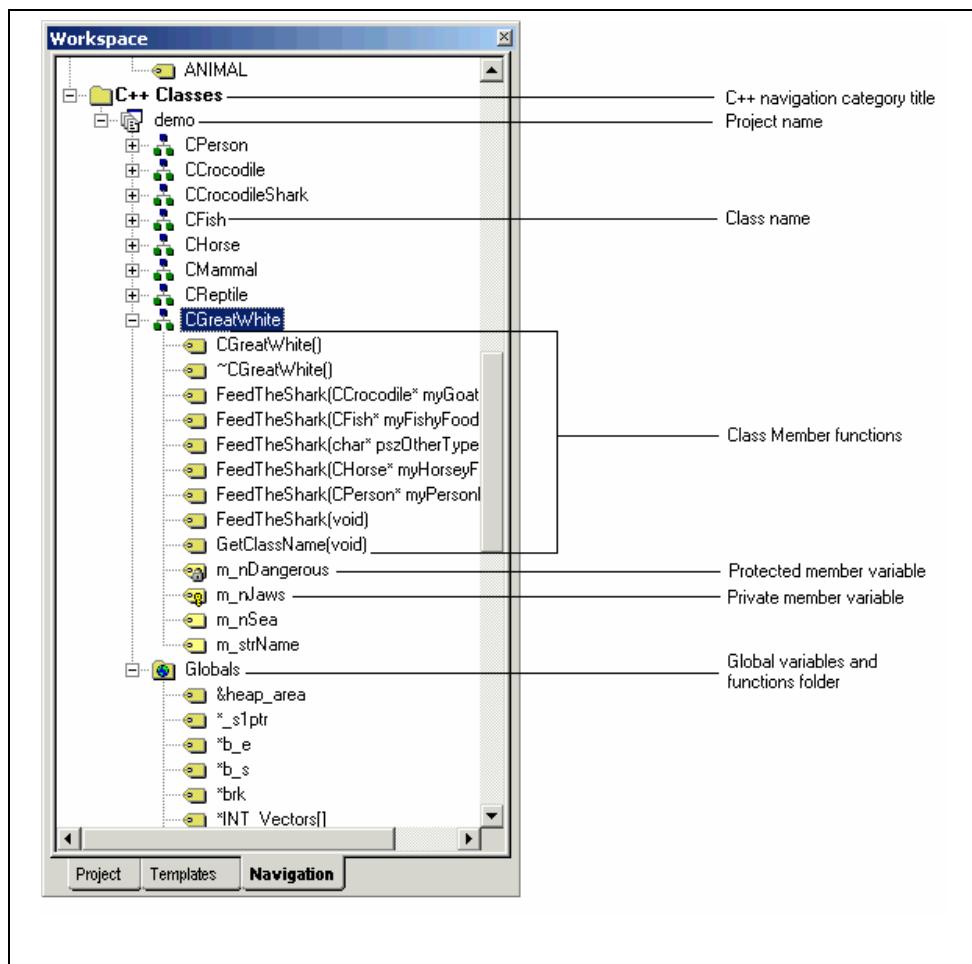 Workspace
ANIMAL
C++ Classes
C++ navigation category title
demo
Project name
CPerson
CCrocodile
CCrocodileShark
CFish
Class name
CHorse
CMammal
CReptile
CGreatWhite
CGreatWhite()
~CGreatWhite()
FeedTheShark(CCrocodile* myGoat
FeedTheShark(CFish* myFishyFood
FeedTheShark(char* pszOtherType
Class Member functions
FeedTheShark(CHorse* myHorseyF
FeedTheShark(CPerson* myPersonl
FeedTheShark(void)
GetClassName(void)
m_nDangerous
Protected member variable
m_nJaws
Private member variable
m_nSea
m_strName
Globals
Global variables and
functions folder
&heap_area
*_s1ptr
*b_e
*b_s
*brk
*INT_Vectors[]
Project Templates Navigation